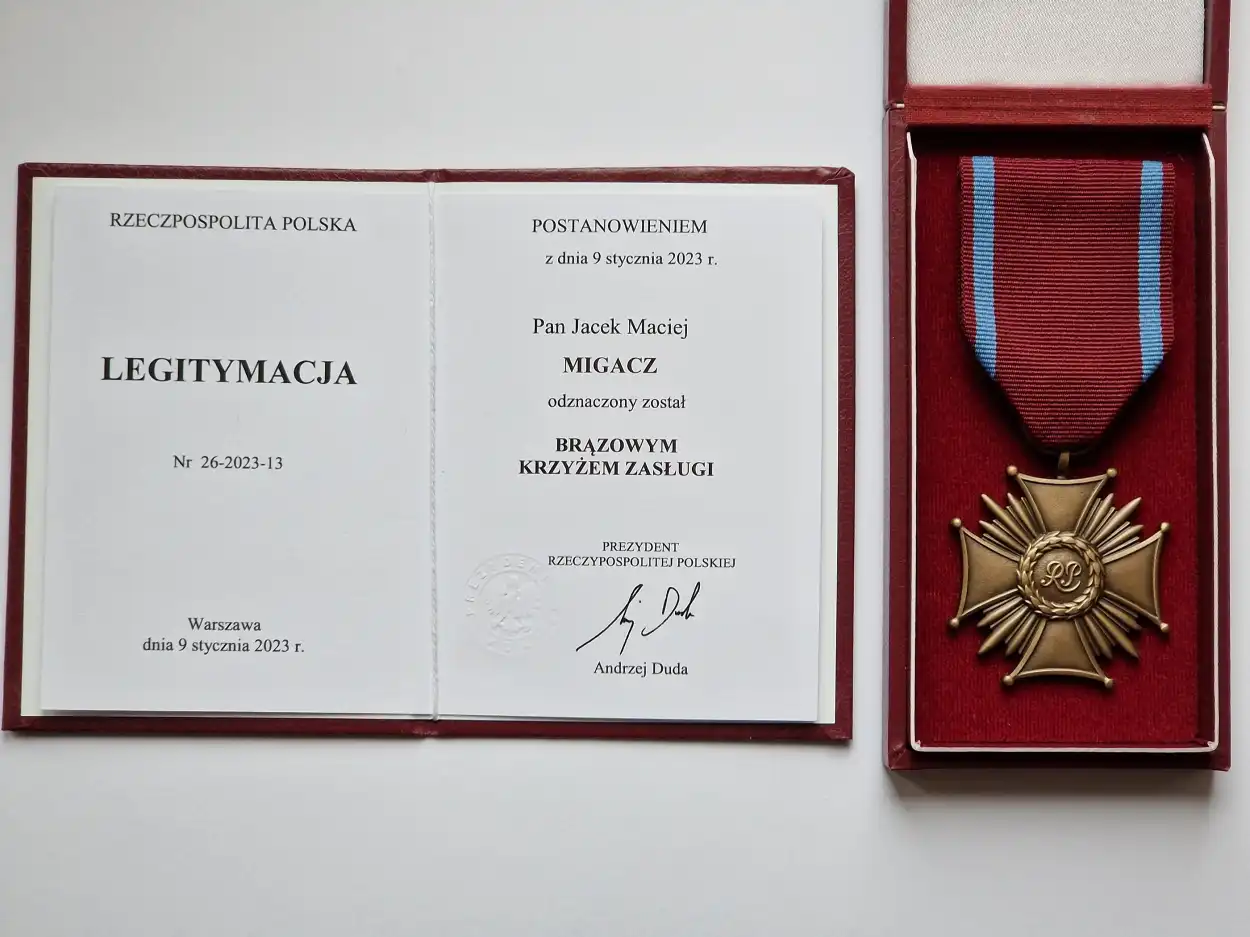 RZECZPOSPOLITA POLSKA
LEGITYMACJA
Nr 26-2023-13
Warszawa
dnia 9 stycznia 2023 r.
POSTANOWIENIEM
z dnia 9 stycznia 2023 r.
Pan Jacek Maciej
MIGACZ
odznaczony został
BRĄZOWYM
KRZYŻEM ZASŁUGI
PREZYDENT
RZECZYPOSPOLITEJ POLSKIEJ
Andrzej Duda
RP